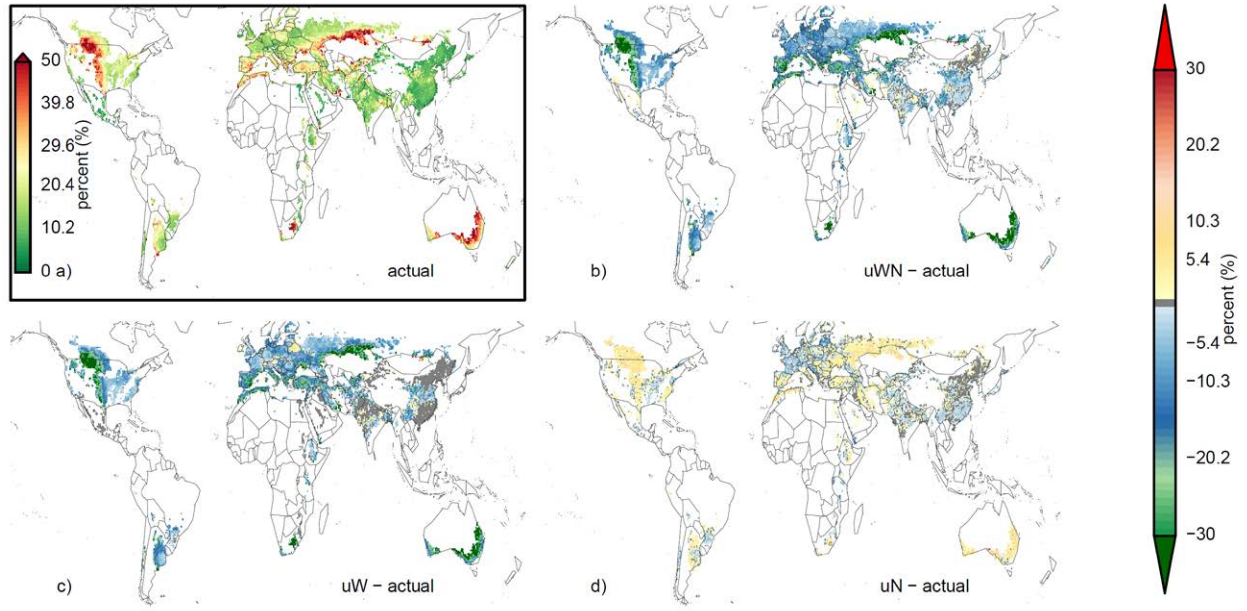 50
39.8
29.6
20.4
10.2
0 a)
percent (%)
actual
b)
uWN − actual
c)
uW − actual
d)
uN − actual
30
20.2
10.3
5.4
−5.4
−10.3
−20.2
−30
percent (%)